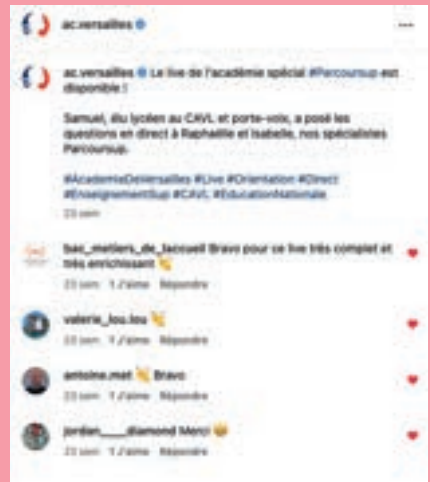 ac.versailles
ac.versailles Le live de l'académie spécial #Parcoursup est
disponible !
Samuel, élu lycéen au CAVL et porte-voix, a posé les
questions en direct à Raphaëlle et Isabelle, nos spécialistes
Parcoursup.
#AcademieDeVersailles #Live #Orientation #Direct
#EnseignementSup #CAVL #EducationNationale
23 sem
bac_metiers_de_laccueil Bravo pour ce live très complet et
très enrichissant 👏
23 sem 1 J'aime Répondre
valerie_lou.lou 👏
23 sem 1 J'aime Répondre
antoine.met 👏 Bravo
23 sem 1 J'aime Répondre
jordan____diamond Merci 😄
23 sem 1 J'aime Répondre